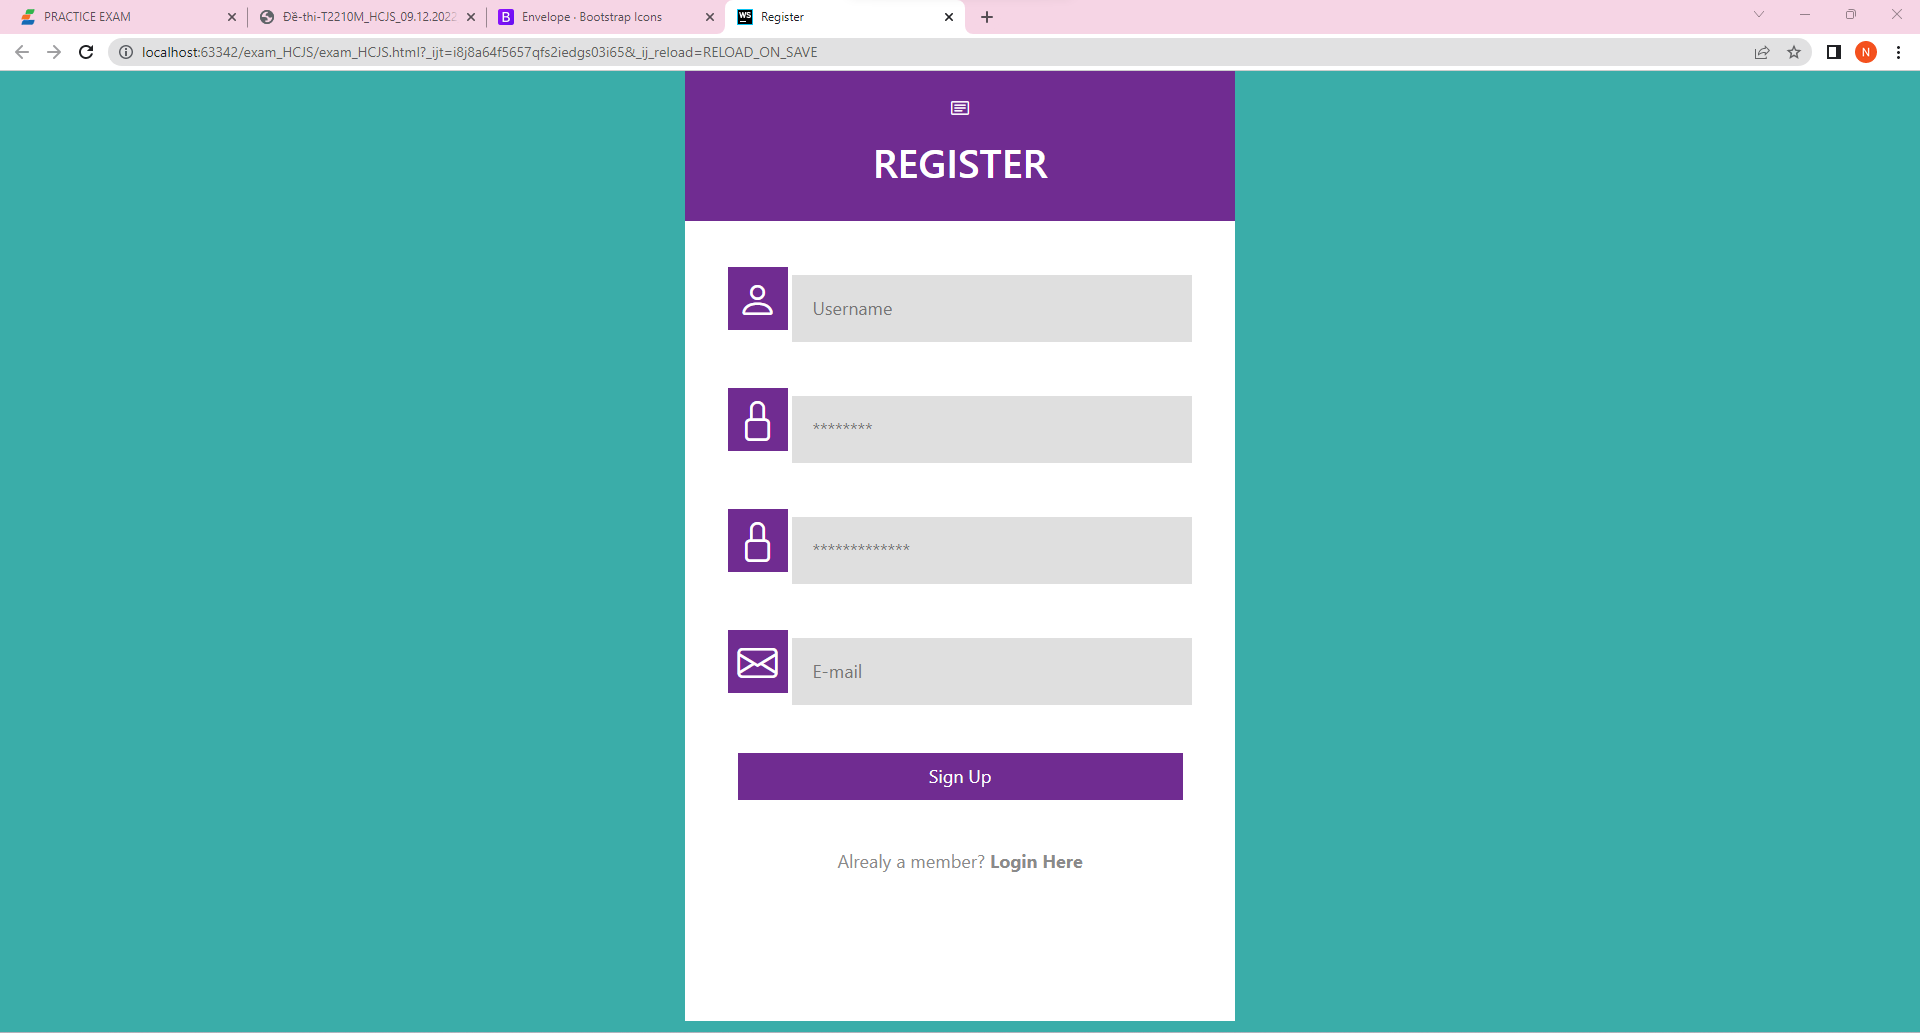 PRACTICE EXAM
Đề-thi-T2210M_HCJS_09.12.2022
B Envelope · Bootstrap Icons
WS Register
localhost:63342/exam_HCJS/exam_HCJS.html?_ijt=i8j8a64f5657qfs2iedgs03i65&_ij_reload=RELOAD_ON_SAVE
N
REGISTER
Username
********
*************
E-mail
Sign Up
Alrealy a member? Login Here